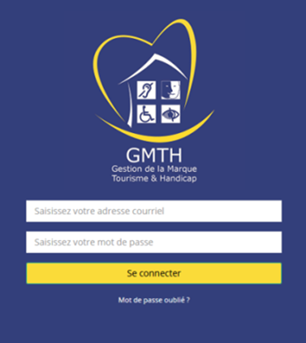 GMTH
Gestion de la Marque
Tourisme & Handicap
Saisissez votre adresse courriel
Saisissez votre mot de passe
Se connecter
Mot de passe oublié ?